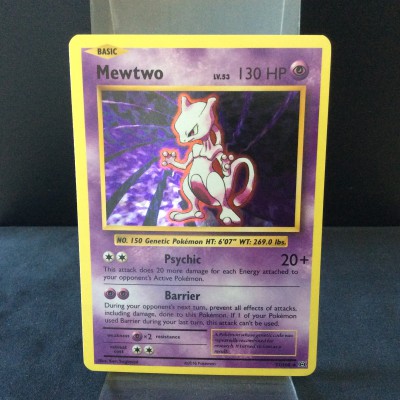 BASIC
Mewtwo LV.53 130 HP
NO. 150 Genetic Pokémon HT: 6'07" WT: 269.0 lbs.
Psychic 20+
This attack does 20 more damage for each Energy attached to
your opponent's Active Pokémon.
Barrier
During your opponent's next turn, prevent all effects of attacks,
including damage, done to this Pokémon. If 1 of your Pokémon
used Barrier during your last turn, this attack can't be used.
weakness ×2 resistance
retreat cost